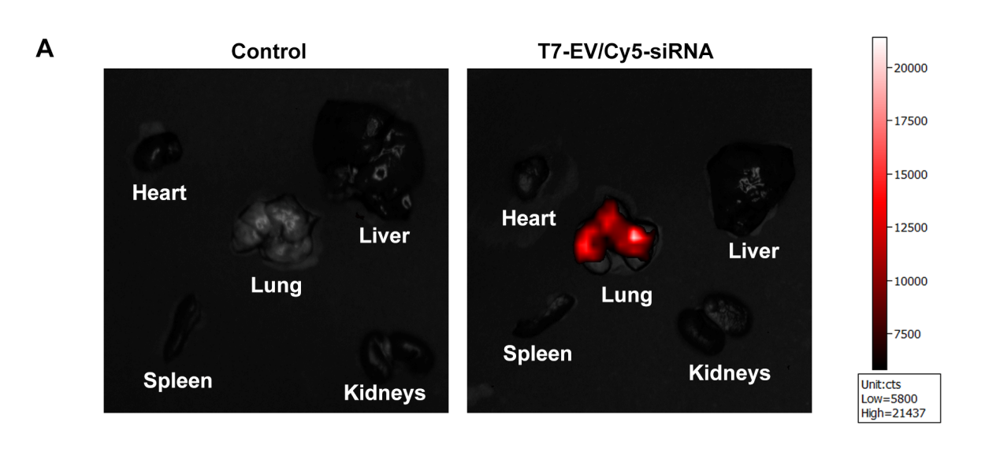 A
Control
T7-EV/Cy5-siRNA
Heart
Liver
Lung
Spleen
Kidneys
Heart
Liver
Lung
Spleen
Kidneys
20000
17500
15000
12500
10000
7500
Unit:cts
Low=5800
High=21437